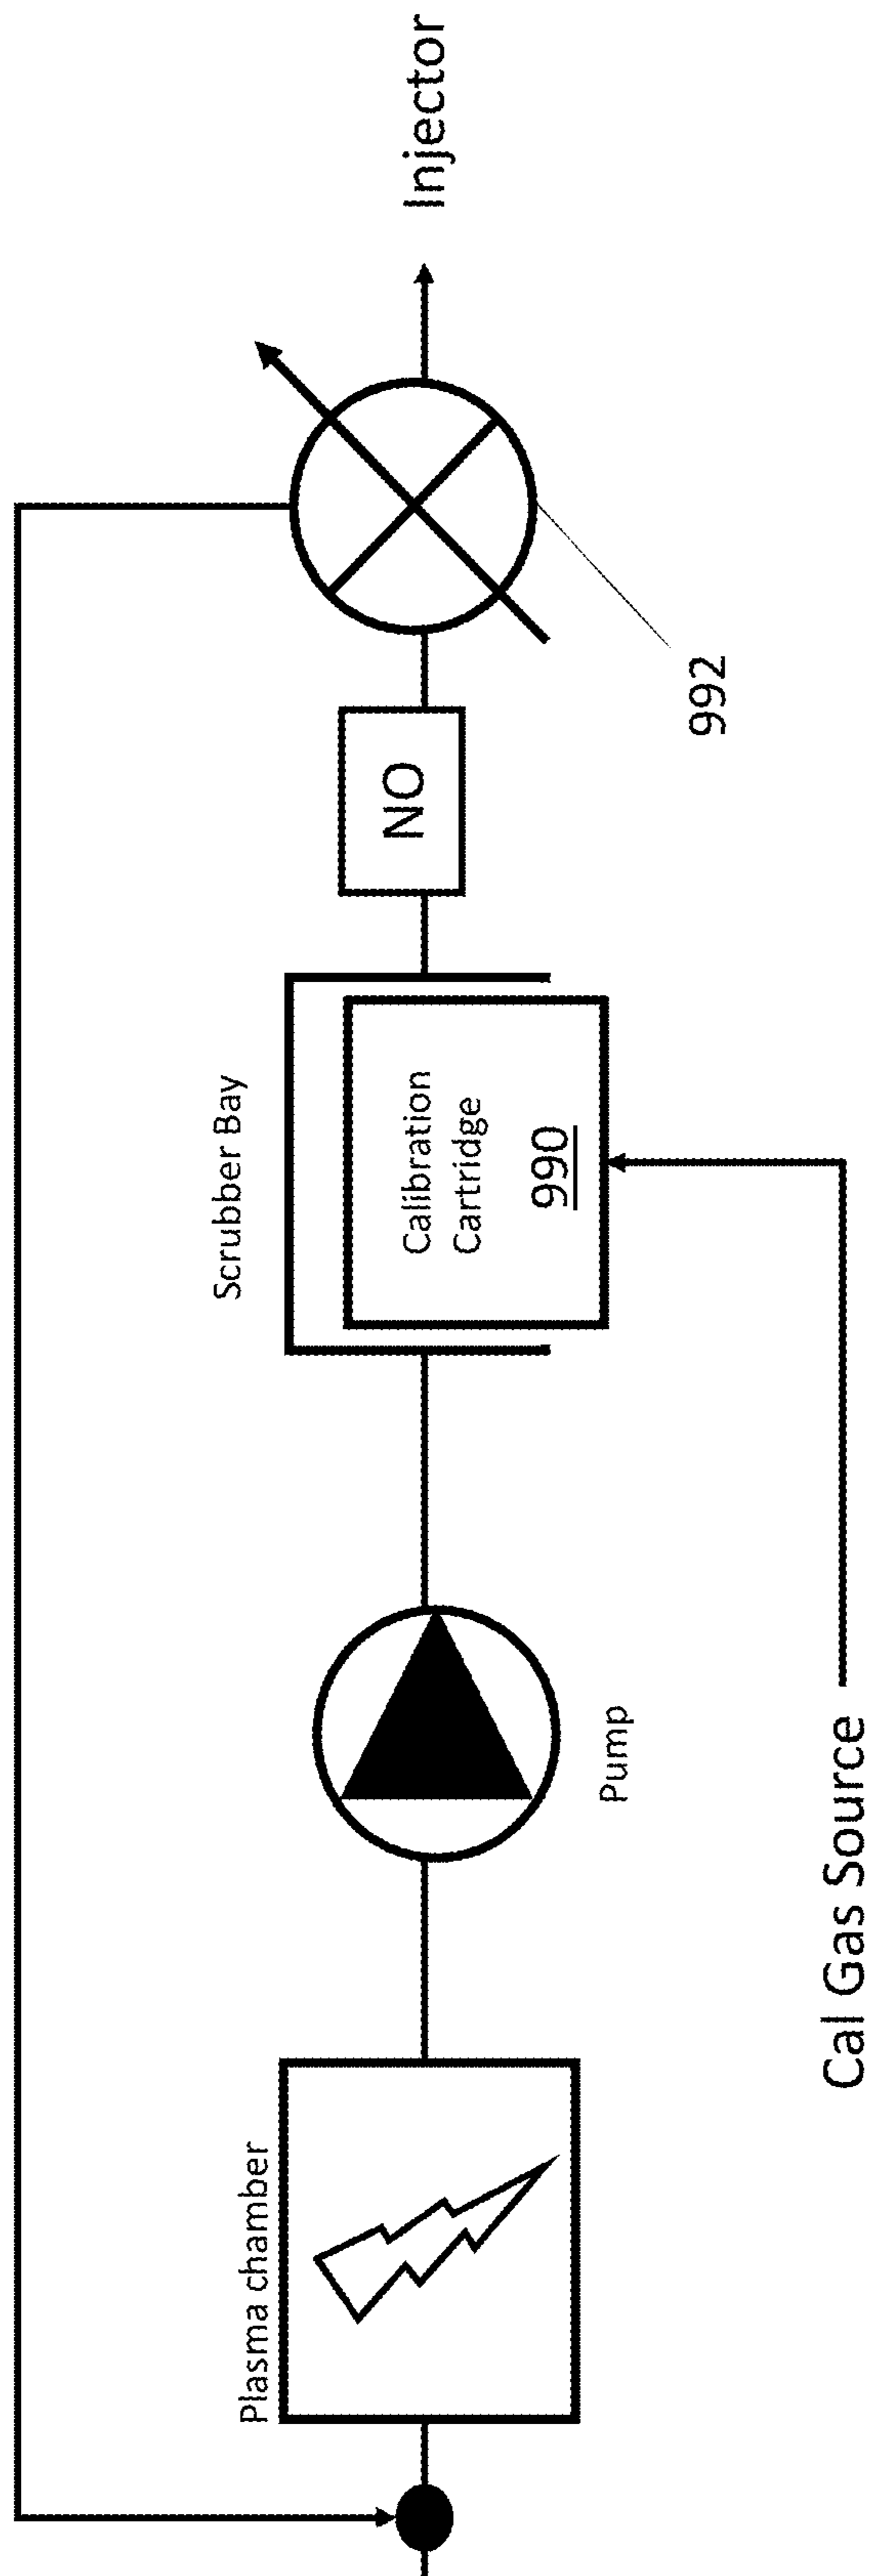 Plasma chamber
Pump
Scrubber Bay
Calibration
Cartridge
990
NO
992
Injector
Cal Gas Source